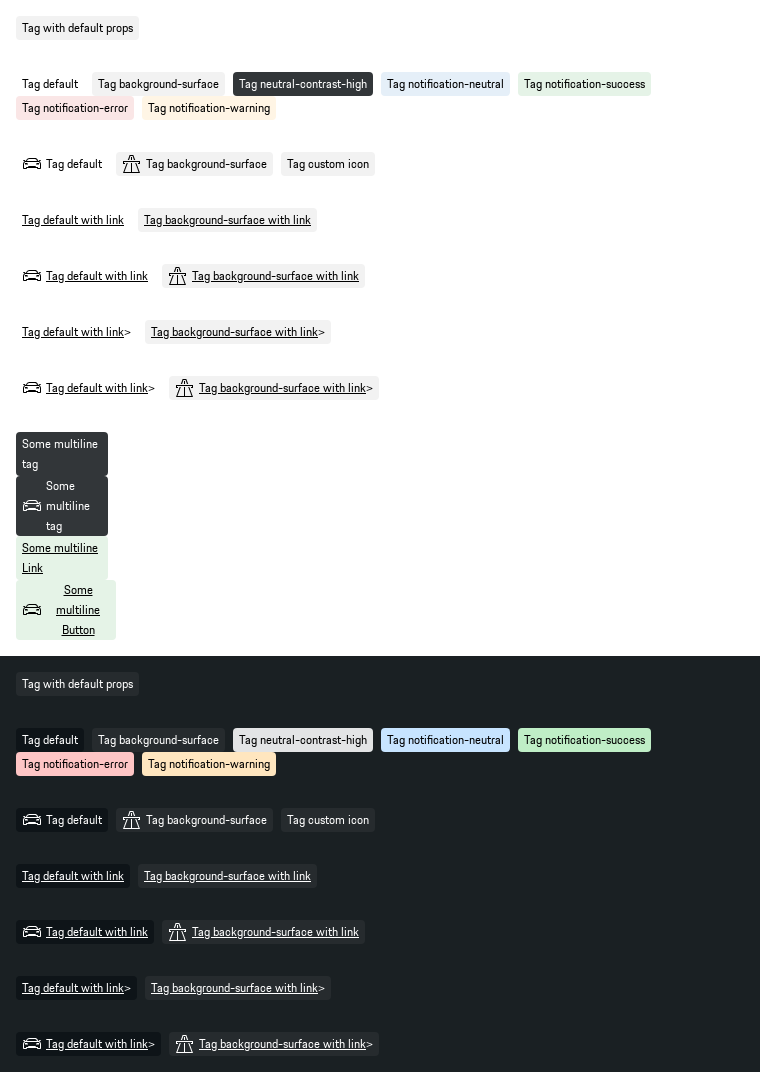 Tag with default props
Tag default Tag background-surface Tag neutral-contrast-high Tag notification-neutral Tag notification-success
Tag notification-error Tag notification-warning
Tag default Tag background-surface Tag custom icon
Tag default with link Tag background-surface with link
Tag default with link Tag background-surface with link
Tag default with link> Tag background-surface with link>
Tag default with link> Tag background-surface with link>
Some multiline
tag
Some
multiline
tag
Some multiline
Link
Some
multiline
Button
Tag with default props
Tag default Tag background-surface Tag neutral-contrast-high Tag notification-neutral Tag notification-success
Tag notification-error Tag notification-warning
Tag default Tag background-surface Tag custom icon
Tag default with link Tag background-surface with link
Tag default with link Tag background-surface with link
Tag default with link> Tag background-surface with link>
Tag default with link> Tag background-surface with link>